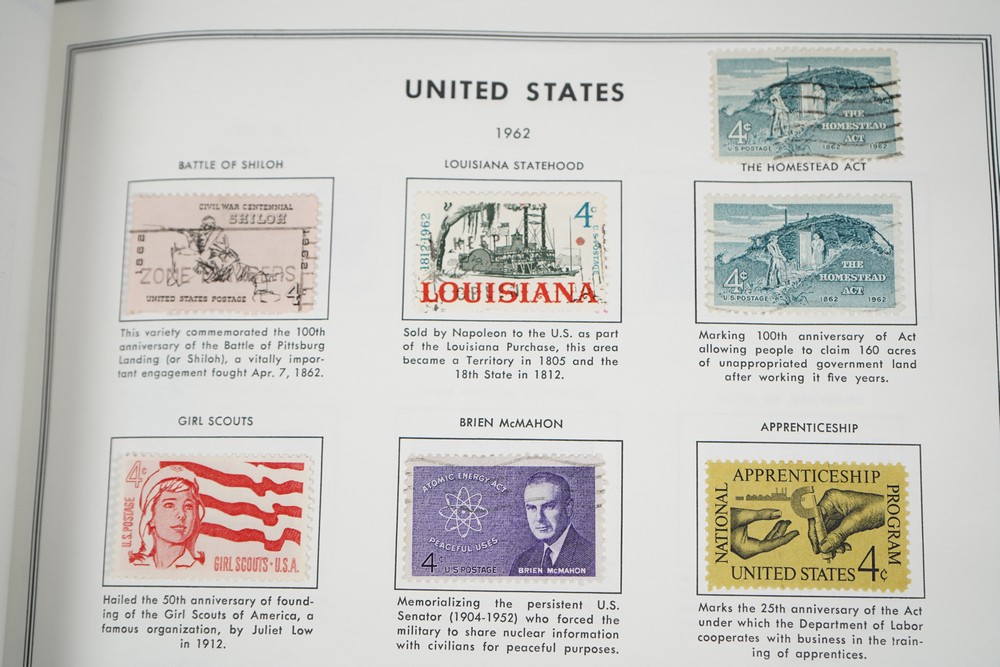 UNITED STATES
1962
4¢
U.S. POSTAGE
THE
HOMESTEAD
ACT
1862 1962
BATTLE OF SHILOH
CIVIL WAR CENTENNIAL
SHILOH
1862
1962
ZONE NUMBERS
UNITED STATES POSTAGE
4¢
This variety commemorated the 100th
anniversary of the Battle of Pittsburg
Landing (or Shiloh), a vitally impor-
tant engagement fought Apr. 7, 1862.
LOUISIANA STATEHOOD
1812-1962
4¢
U.S. POSTAGE
LOUISIANA
Sold by Napoleon to the U.S. as part
of the Louisiana Purchase, this area
became a Territory in 1805 and the
18th State in 1812.
THE HOMESTEAD ACT
4¢
U.S. POSTAGE
THE
HOMESTEAD
ACT
1862 1962
Marking 100th anniversary of Act
allowing people to claim 160 acres
of unappropriated government land
after working it five years.
GIRL SCOUTS
4¢
U.S. POSTAGE
GIRL SCOUTS · U.S.A.
Hailed the 50th anniversary of found-
ing of the Girl Scouts of America, a
famous organization, by Juliet Low
in 1912.
BRIEN McMAHON
ATOMIC ENERGY ACT
PEACEFUL USES
4¢
U.S. POSTAGE
BRIEN McMAHON
Memorializing the persistent U.S.
Senator (1904-1952) who forced the
military to share nuclear information
with civilians for peaceful purposes.
APPRENTICESHIP
NATIONAL
APPRENTICESHIP
PROGRAM
UNITED STATES 4¢
Marks the 25th anniversary of the Act
under which the Department of Labor
cooperates with business in the train-
ing of apprentices.